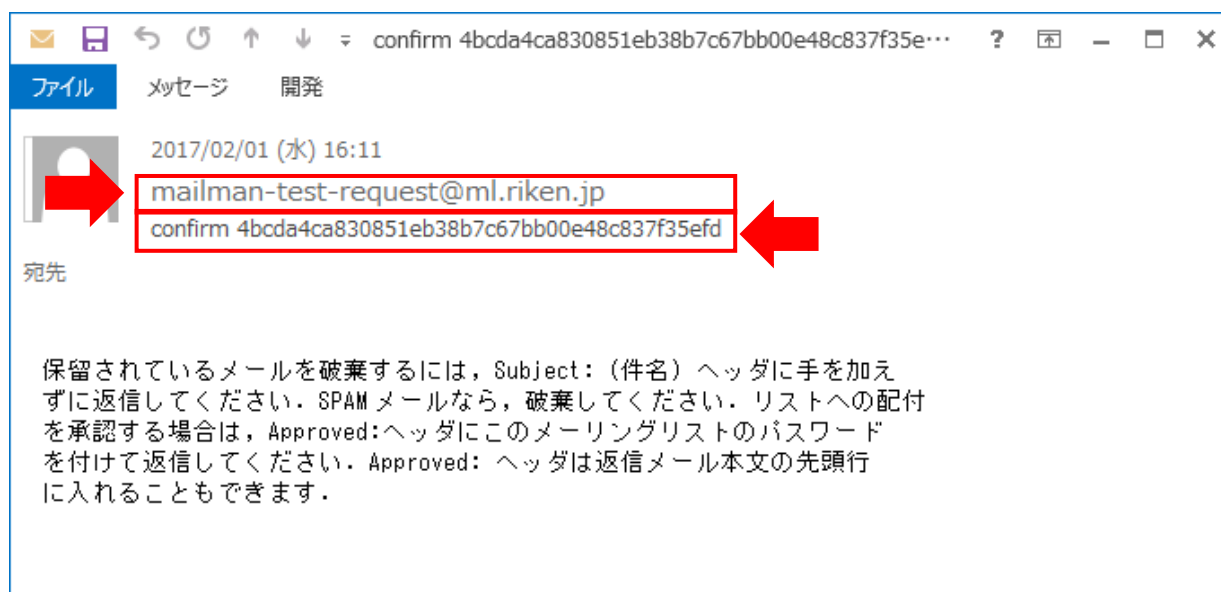 confirm 4bcda4ca830851eb38b7c67bb00e48c837f35e… ?
ファイル メッセージ 開発
2017/02/01 (水) 16:11
mailman-test-request@ml.riken.jp
confirm 4bcda4ca830851eb38b7c67bb00e48c837f35efd
宛先
保留されているメールを破棄するには，Subject:（件名）ヘッダに手を加え
ずに返信してください．SPAM メールなら，破棄してください．リストへの配付
を承認する場合は，Approved:ヘッダにこのメーリングリストのパスワード
を付けて返信してください．Approved: ヘッダは返信メール本文の先頭行
に入れることもできます．